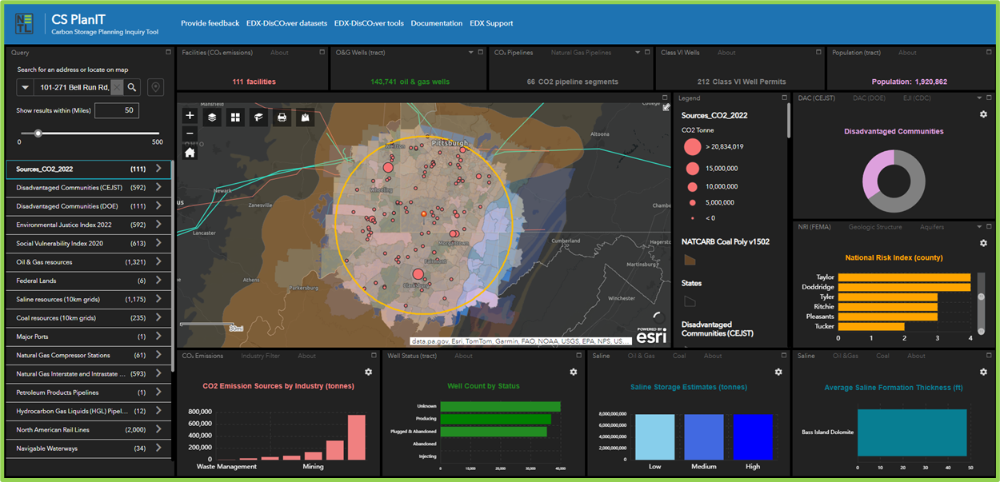 NETL
CS PlanIT
Carbon Storage Planning Inquiry Tool
Provide feedback EDX-DisCO₂ver datasets EDX-DisCO₂ver tools Documentation EDX Support
Query
Search for an address or locate on map
101-271 Bell Run Rd,
Show results within (Miles) 50
0 500
Sources_CO2_2022 (111)
Disadvantaged Communities (CEJST) (592)
Disadvantaged Communities (DOE) (111)
Environmental Justice Index 2022 (592)
Social Vulnerability Index 2020 (613)
Oil & Gas resources (1,321)
Federal Lands (6)
Saline resources (10km grids) (1,175)
Coal resources (10km grids) (235)
Major Ports (1)
Natural Gas Compressor Stations (61)
Natural Gas Interstate and Intrastate ... (593)
Petroleum Products Pipelines (1)
Hydrocarbon Gas Liquids (HGL) Pipel... (12)
North American Rail Lines (2,000)
Navigable Waterways (34)
Facilities (CO₂ emissions) About
111 facilities
O&G Wells (tract)
143,741 oil & gas wells
CO₂ Pipelines Natural Gas Pipelines
66 CO2 pipeline segments
Class VI Wells About
212 Class VI Well Permits
Population (tract) About
Population: 1,920,862
Mansfield
College
Pittsburgh
Altoona
Wheeling
Newark
Zanesville
Lancaster
Chambe
Cumberland
Hagerst
Morgantown
Martinsburg
Fairmont
Athens
Parkersburg
Clarksburg
Winchester
30mi
data.pa.gov, Esri, TomTom, Garmin, FAO, NOAA, USGS, EPA, NPS, US...
POWERED BY
esri
Legend
Sources_CO2_2022
CO2 Tonne
> 20,834,019
15,000,000
10,000,000
5,000,000
< 0
NATCARB Coal Poly v1502
States
Disadvantaged
Communities (CEJST)
DAC (CEJST) DAC (DOE) EJI (CDC)
Disadvantaged Communities
NRI (FEMA) Geologic Structure Aquifers
National Risk Index (county)
Taylor
Doddridge
Tyler
Ritchie
Pleasants
Tucker
0 1 2 3 4
CO₂ Emissions Industry Filter About
CO2 Emission Sources by Industry (tonnes)
800,000
600,000
400,000
200,000
0
Waste Management Mining
Well Status (tract) About
Well Count by Status
Unknown
Producing
Plugged & Abandoned
Abandoned
Injecting
0 10,000 20,000 30,000 40,000
Saline Oil & Gas Coal About
Saline Storage Estimates (tonnes)
8,000,000,000
6,000,000,000
4,000,000,000
2,000,000,000
0
Low Medium High
Saline Oil &Gas Coal About
Average Saline Formation Thickness (ft)
Bass Island Dolomite
0 10 20 30 40 50